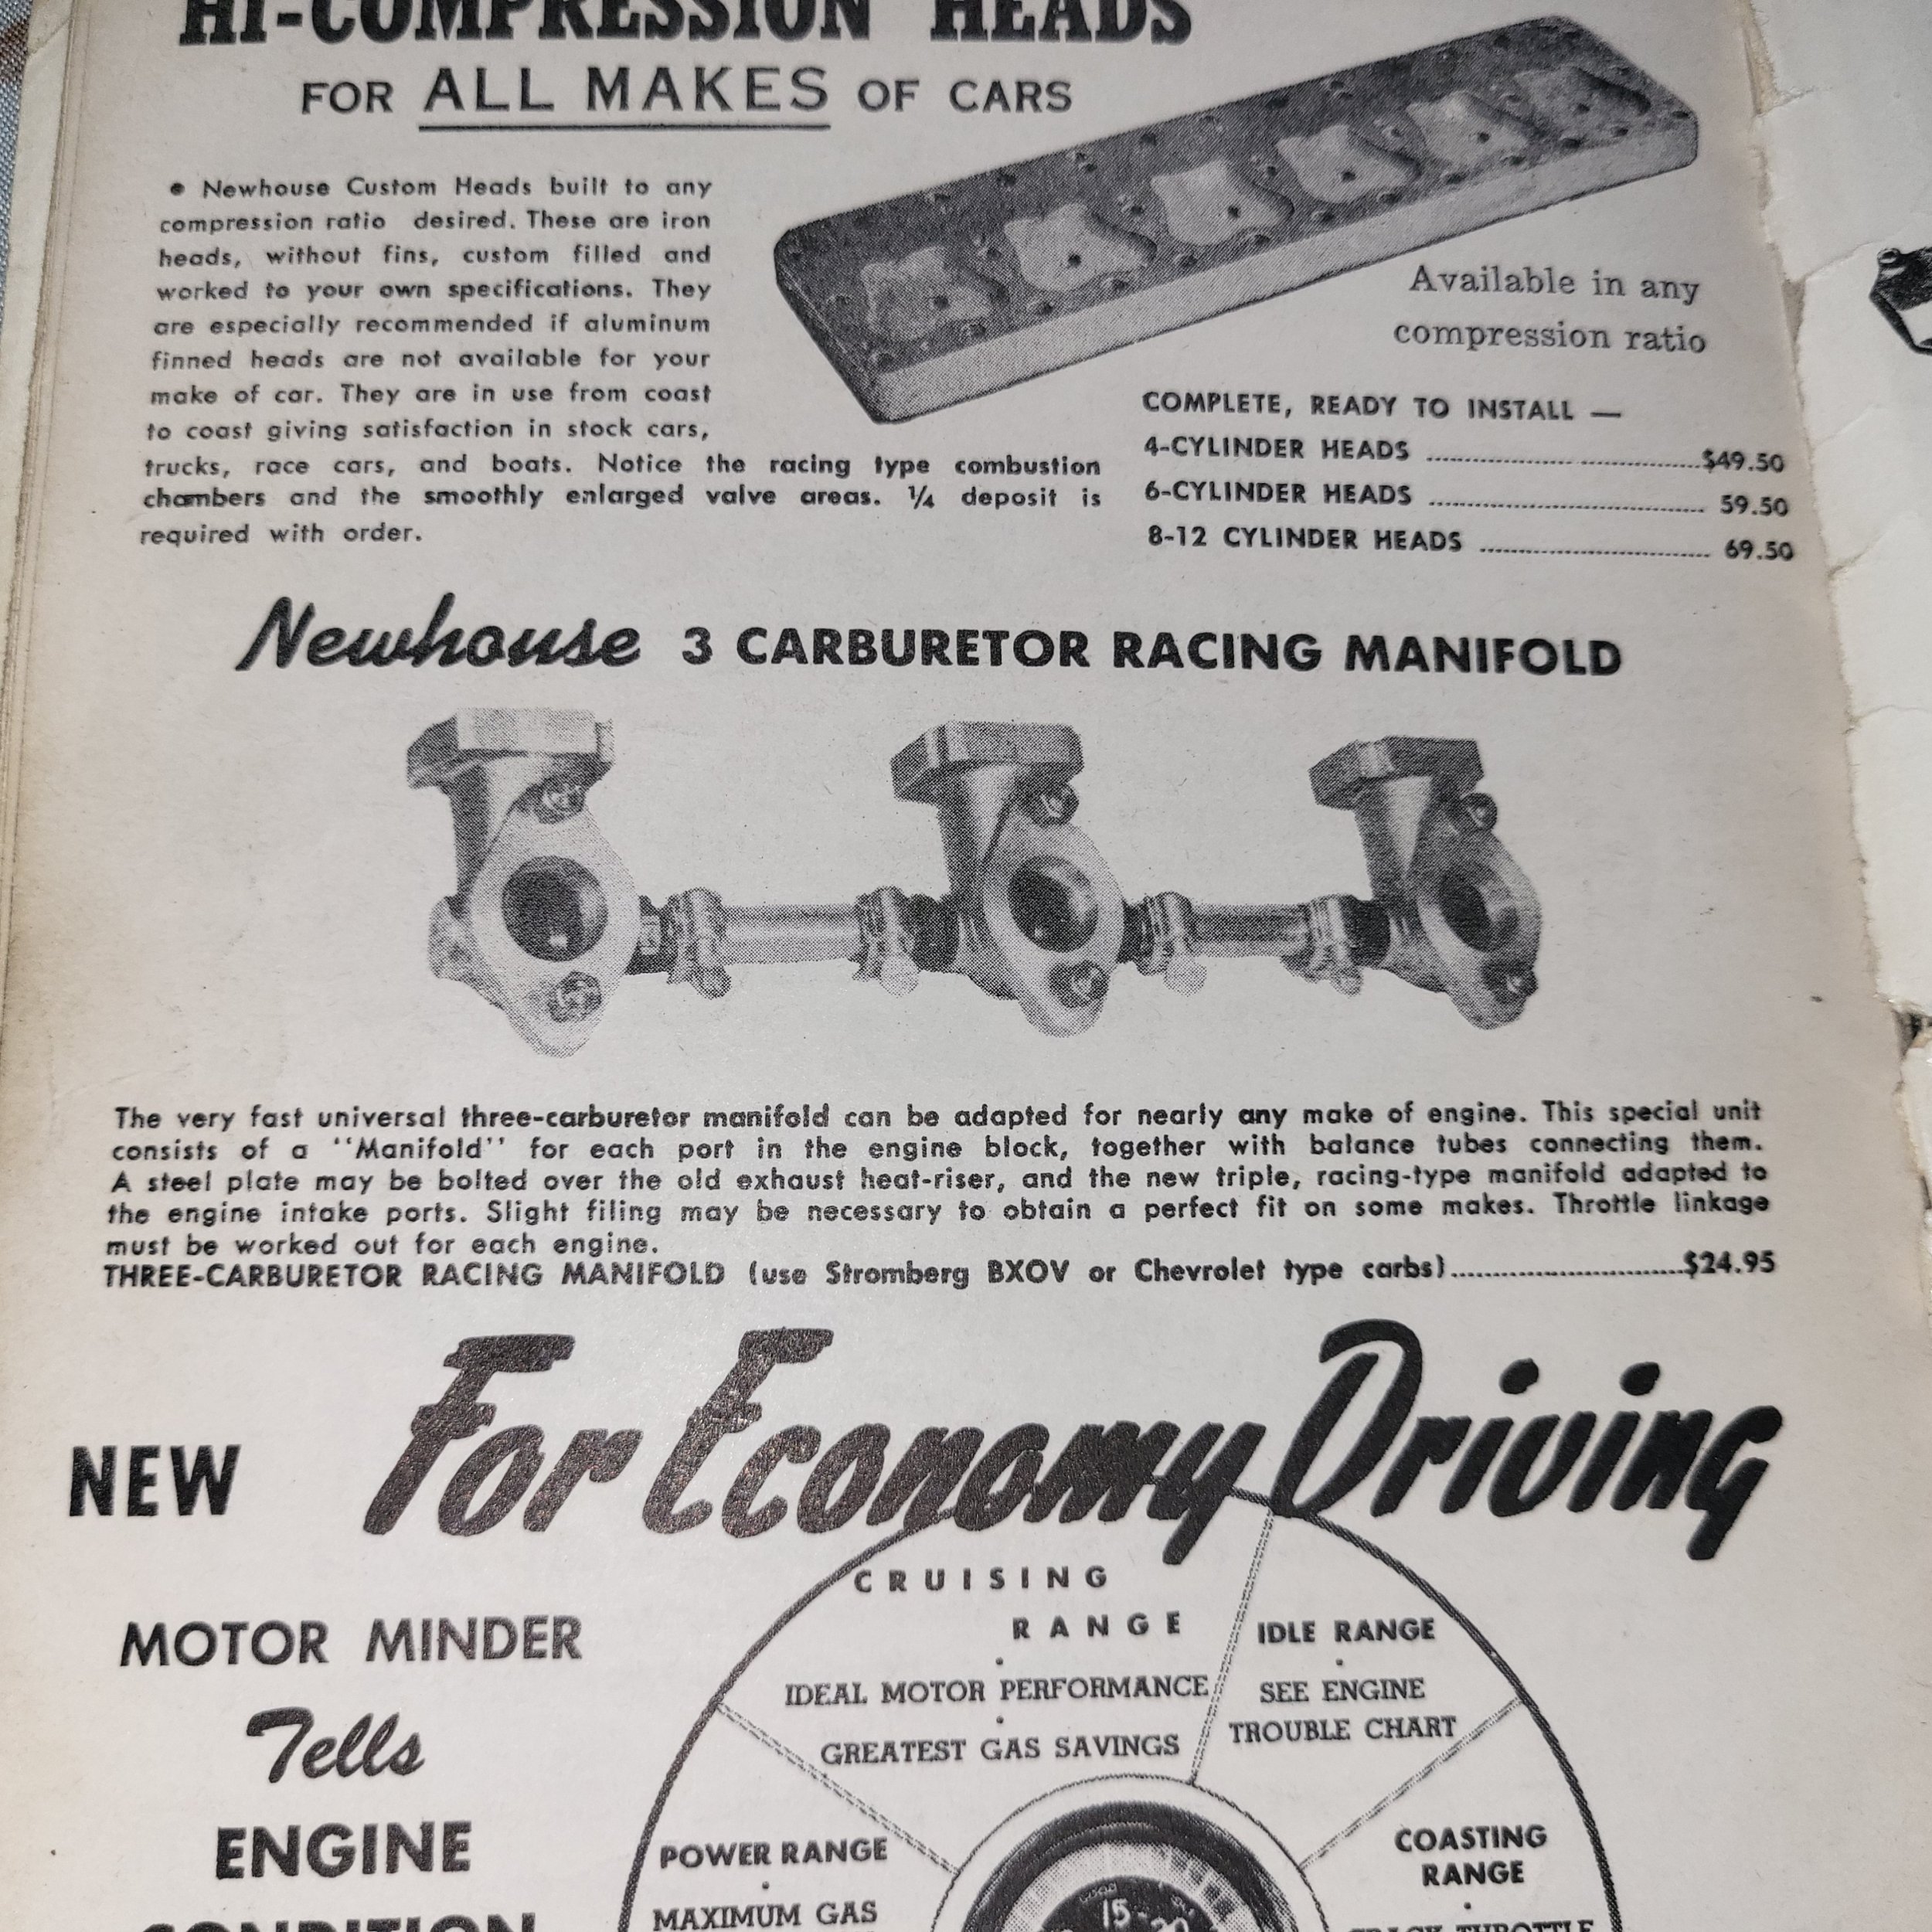 HI-COMPRESSION HEADS
FOR ALL MAKES OF CARS
• Newhouse Custom Heads built to any
compression ratio desired. These are iron
heads, without fins, custom filled and
worked to your own specifications. They
are especially recommended if aluminum
finned heads are not available for your
make of car. They are in use from coast
to coast giving satisfaction in stock cars,
trucks, race cars, and boats. Notice the racing type combustion
chambers and the smoothly enlarged valve areas. ¼ deposit is
required with order.
Available in any
compression ratio
COMPLETE, READY TO INSTALL —
4-CYLINDER HEADS ........................ $49.50
6-CYLINDER HEADS ........................ 59.50
8-12 CYLINDER HEADS ........................ 69.50
Newhouse 3 CARBURETOR RACING MANIFOLD
The very fast universal three-carburetor manifold can be adapted for nearly any make of engine. This special unit
consists of a ''Manifold'' for each port in the engine block, together with balance tubes connecting them.
A steel plate may be bolted over the old exhaust heat-riser, and the new triple, racing-type manifold adapted to
the engine intake ports. Slight filing may be necessary to obtain a perfect fit on some makes. Throttle linkage
must be worked out for each engine.
THREE-CARBURETOR RACING MANIFOLD (use Stromberg BXOV or Chevrolet type carbs)........................$24.95
For Economy Driving
NEW
MOTOR MINDER
Tells
ENGINE
CONDITION
CRUISING
RANGE
•
IDEAL MOTOR PERFORMANCE
•
GREATEST GAS SAVINGS
IDLE RANGE
•
SEE ENGINE
TROUBLE CHART
POWER RANGE
•
MAXIMUM GAS
COASTING
RANGE
•
THROTTLE
15
20